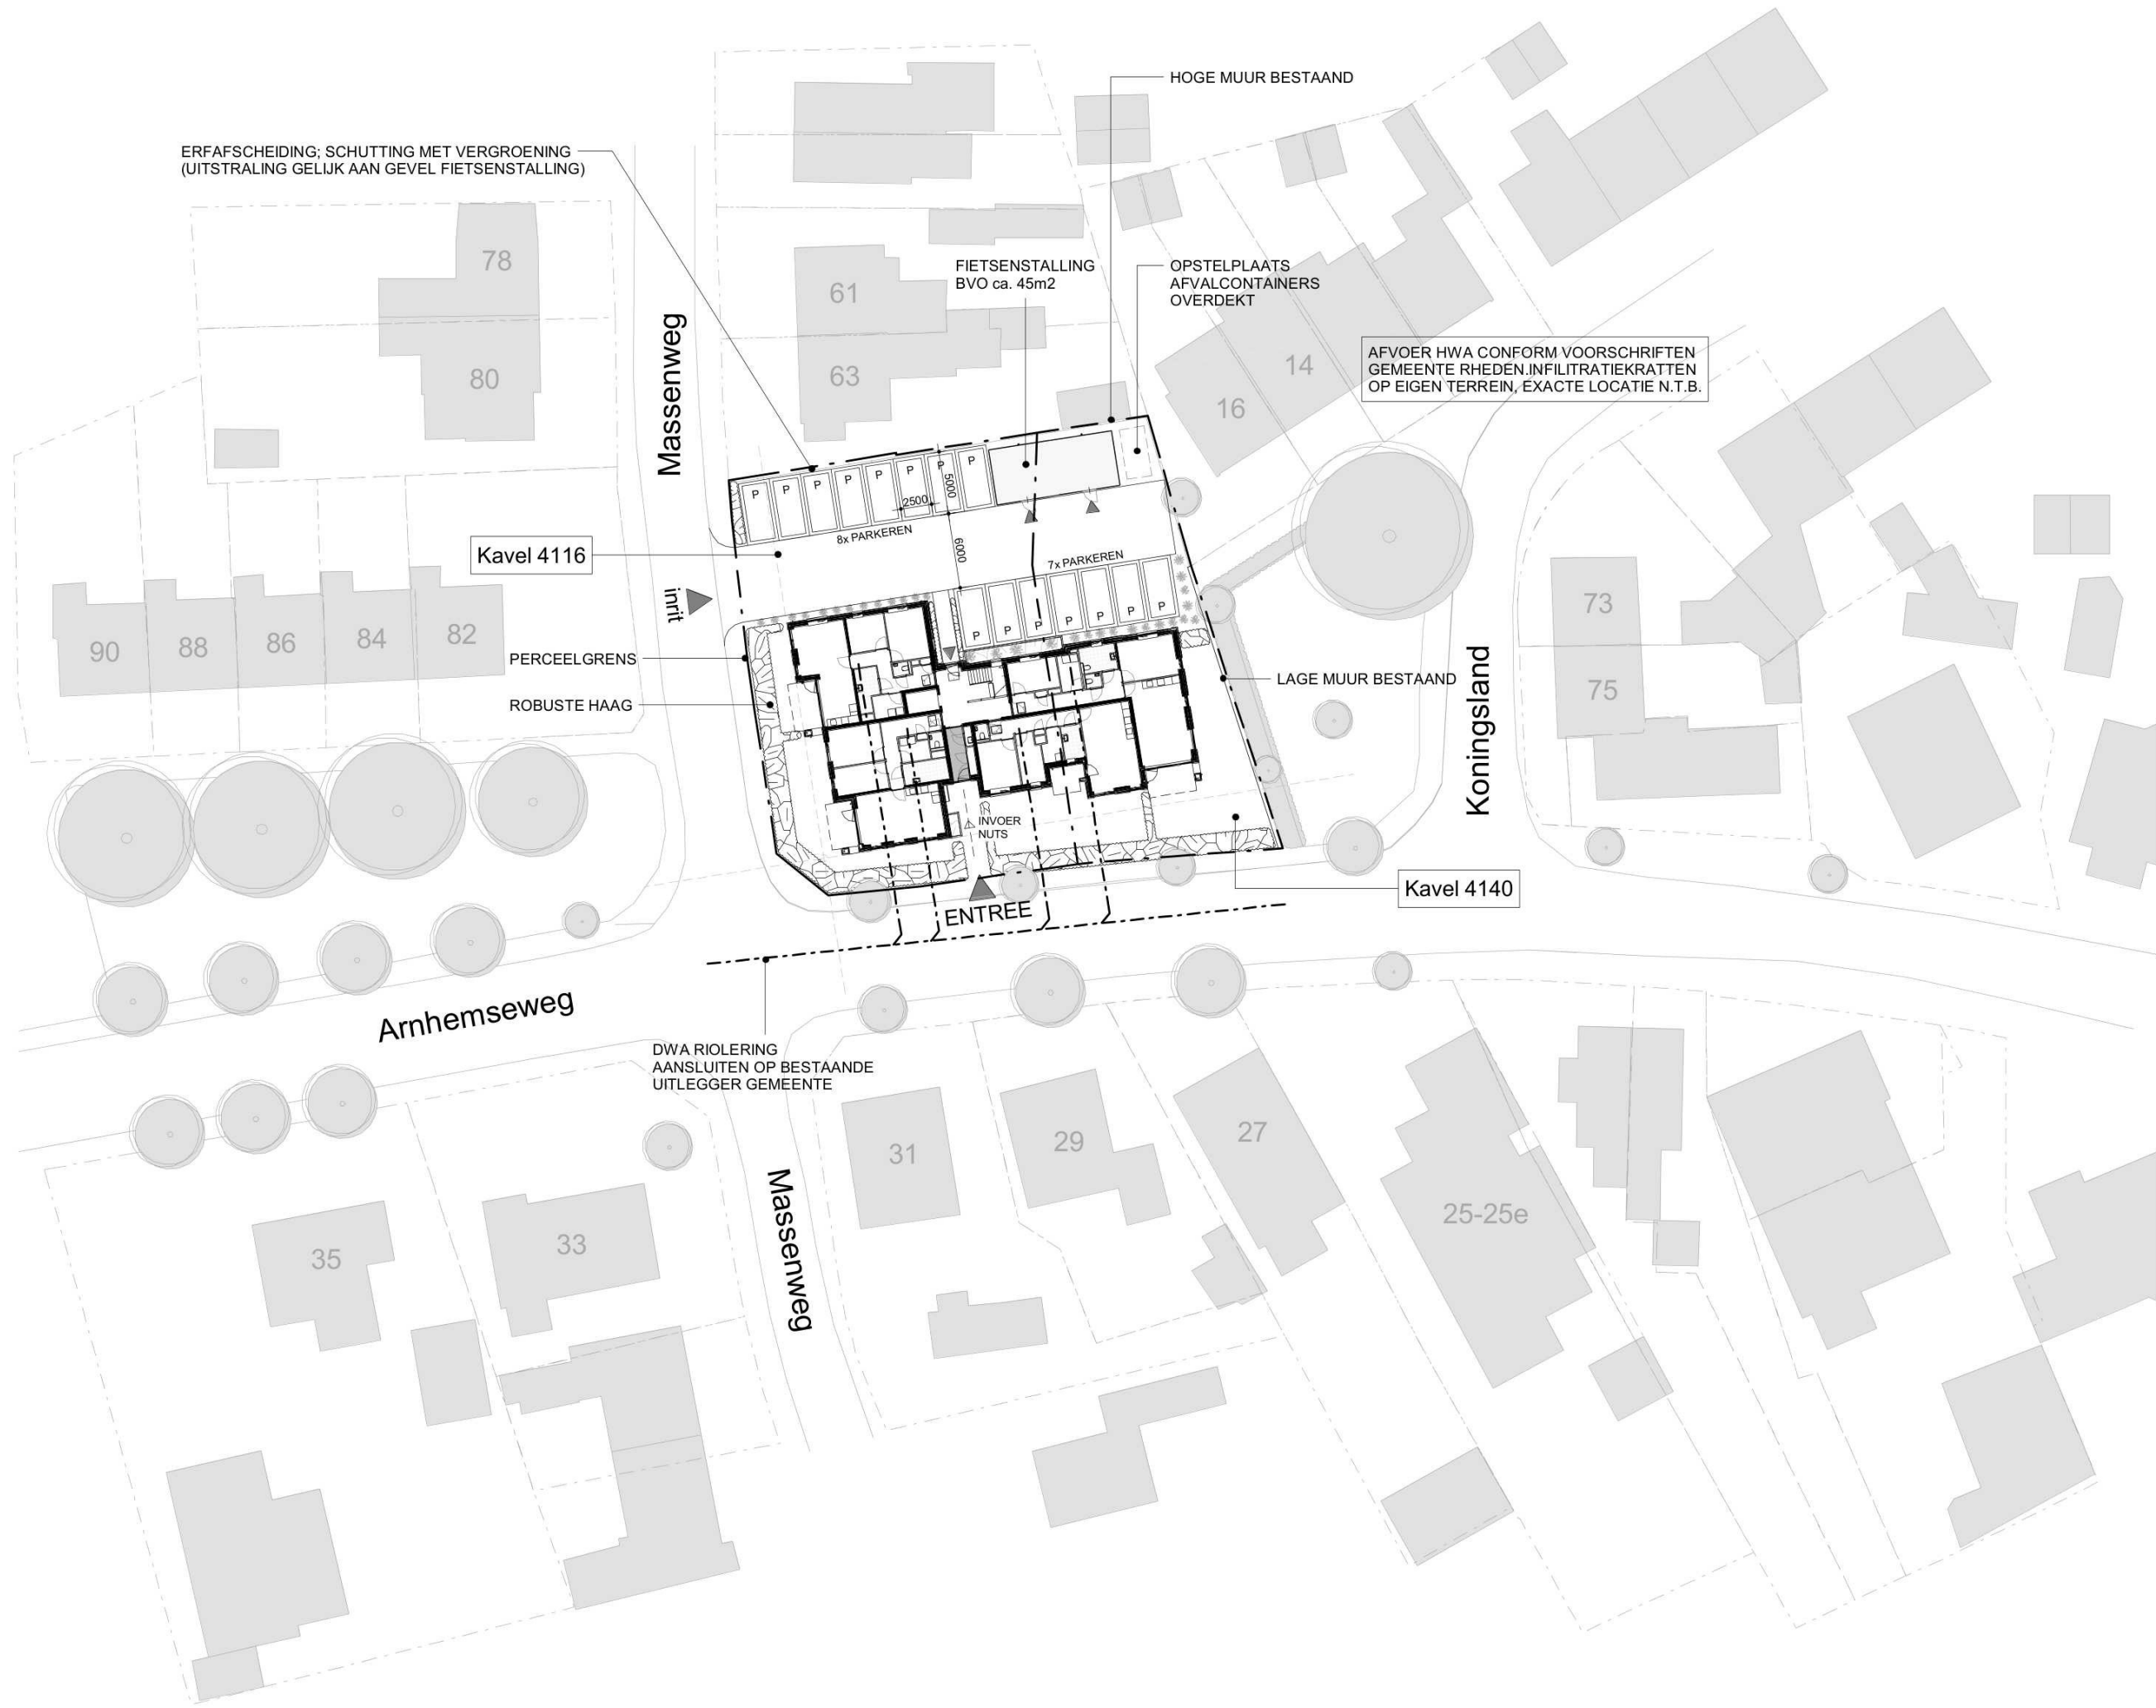 HOGE MUUR BESTAAND
ERFAFSCHEIDING; SCHUTTING MET VERGROENING
(UITSTRALING GELIJK AAN GEVEL FIETSENSTALLING)
78
80
Massenweg
61
63
FIETSENSTALLING
BVO ca. 45m2
OPSTELPLAATS
AFVALCONTAINERS
OVERDEKT
14
16
AFVOER HWA CONFORM VOORSCHRIFTEN
GEMEENTE RHEDEN.INFILITRATIEKRATTEN
OP EIGEN TERREIN, EXACTE LOCATIE N.T.B.
P
P
P
P
P
P
P
P
5000
2500
8x PARKEREN
6000
7x PARKEREN
P
P
P
P
P
P
P
Kavel 4116
inrit
90
88
86
84
82
PERCEELGRENS
ROBUSTE HAAG
LAGE MUUR BESTAAND
Koningsland
73
75
INVOER
NUTS
ENTREE
Kavel 4140
Arnhemseweg
DWA RIOLERING
AANSLUITEN OP BESTAANDE
UITLEGGER GEMEENTE
Massenweg
35
33
31
29
27
25-25e